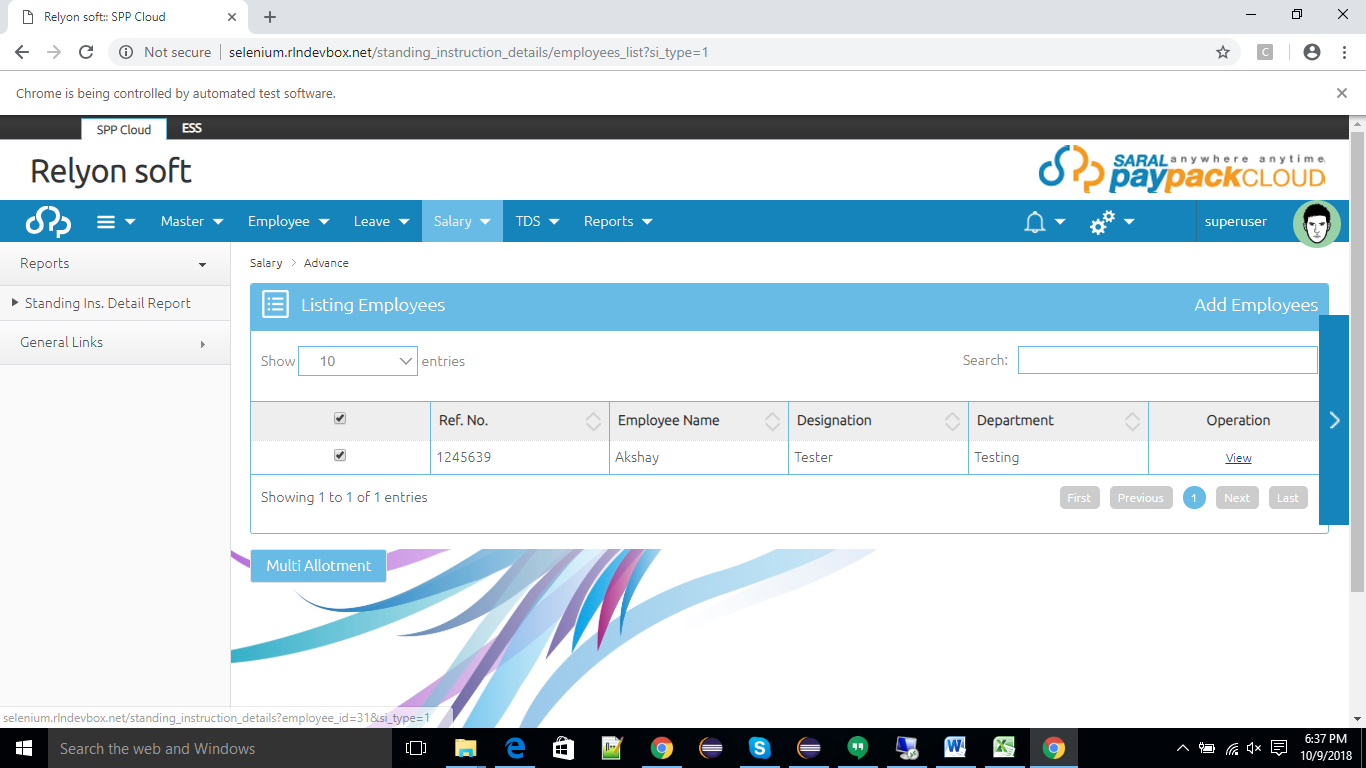 Relyon soft:: SPP Cloud
Not secure selenium.rlndevbox.net/standing_instruction_details/employees_list?si_type=1
C
Chrome is being controlled by automated test software.
SPP Cloud ESS
Relyon soft
SARAL anywhere anytime
paypackCLOUD
Master Employee Leave Salary TDS Reports superuser
Reports
Standing Ins. Detail Report
General Links
Salary > Advance
Listing Employees Add Employees
Show 10 entries Search:
Ref. No. Employee Name Designation Department Operation
1245639 Akshay Tester Testing View
Showing 1 to 1 of 1 entries First Previous 1 Next Last
Multi Allotment
selenium.rlndevbox.net/standing_instruction_details?employee_id=31&si_type=1
Search the web and Windows
6:37 PM
10/9/2018